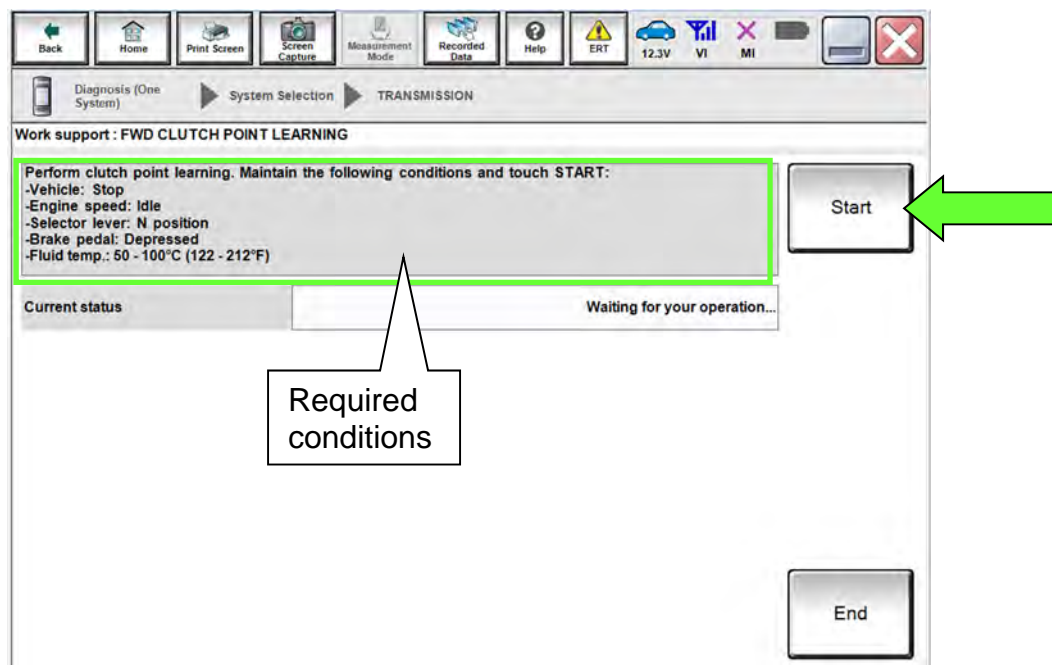 Back
Home
Print Screen
Screen Capture
Measurement Mode
Recorded Data
Help
ERT
12.3V
VI
MI
Diagnosis (One System)
System Selection
TRANSMISSION
Work support : FWD CLUTCH POINT LEARNING
Perform clutch point learning. Maintain the following conditions and touch START:
-Vehicle: Stop
-Engine speed: Idle
-Selector lever: N position
-Brake pedal: Depressed
-Fluid temp.: 50 - 100°C (122 - 212°F)
Start
Current status
Waiting for your operation...
Required
conditions
End